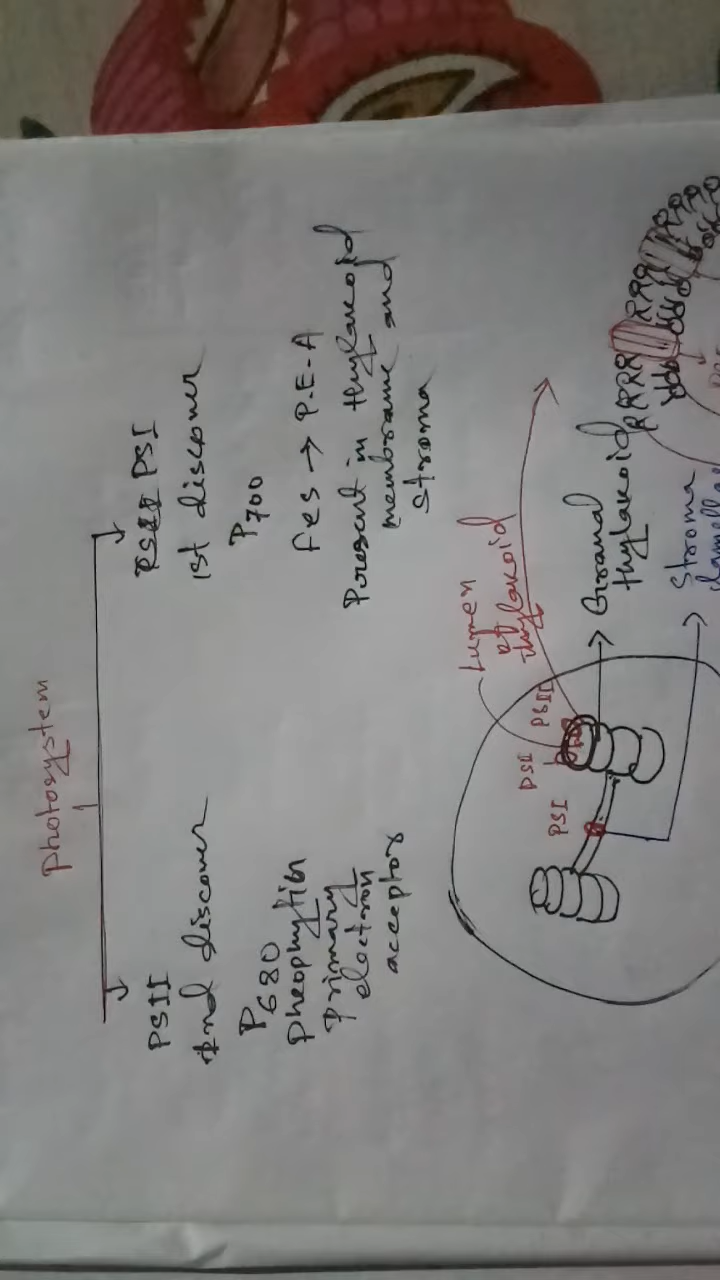 Photosystem
PSII
2nd discover
P680
Pheophytin
Primary
electron
acceptor
PSI
1st discover
P700
Fes → P.E-A
Present in thylakoid
membrane and
stroma
Lumen
of
thylakoid
PSII
PSI
PSI
Granal
thylakoid
Stroma